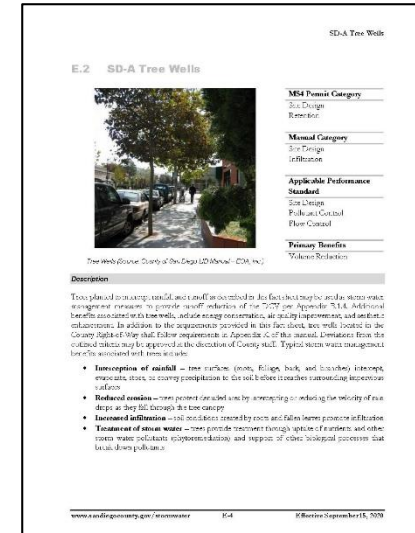 SD-A Tree Wells
E.2 SD-A Tree Wells
MS4 Permit Category
Site Design
Retention
Manual Category
Site Design
Infiltration
Applicable Performance
Standard
Site Design
Pollutant Control
Flow Control
Primary Benefits
Volume Reduction
Tree Wells (Source: County of San Diego LID Manual – EOA, Inc.)
Description
Trees planted to intercept rainfall and runoff as described in this fact sheet may be used as storm water
management measures to provide runoff reduction of the DCV per Appendix B.1.4. Additional
benefits associated with tree wells, include energy conservation, air quality improvement, and aesthetic
enhancement. In addition to the requirements provided in this fact sheet, tree wells located in the
County Right-of-Way shall follow requirements in Appendix K of this manual. Deviations from the
outlined criteria may be approved at the discretion of County staff. Typical storm water management
benefits associated with trees include:
• Interception of rainfall – tree surfaces (roots, foliage, bark, and branches) intercept,
evaporate, store, or convey precipitation to the soil before it reaches surrounding impervious
surfaces
• Reduced erosion – trees protect denuded area by intercepting or reducing the velocity of rain
drops as they fall through the tree canopy
• Increased infiltration – soil conditions created by roots and fallen leaves promote infiltration
• Treatment of storm water – trees provide treatment through uptake of nutrients and other
storm water pollutants (phytoremediation) and support of other biological processes that
break down pollutants
www.sandiegocounty.gov/stormwater E-4 Effective September 15, 2020